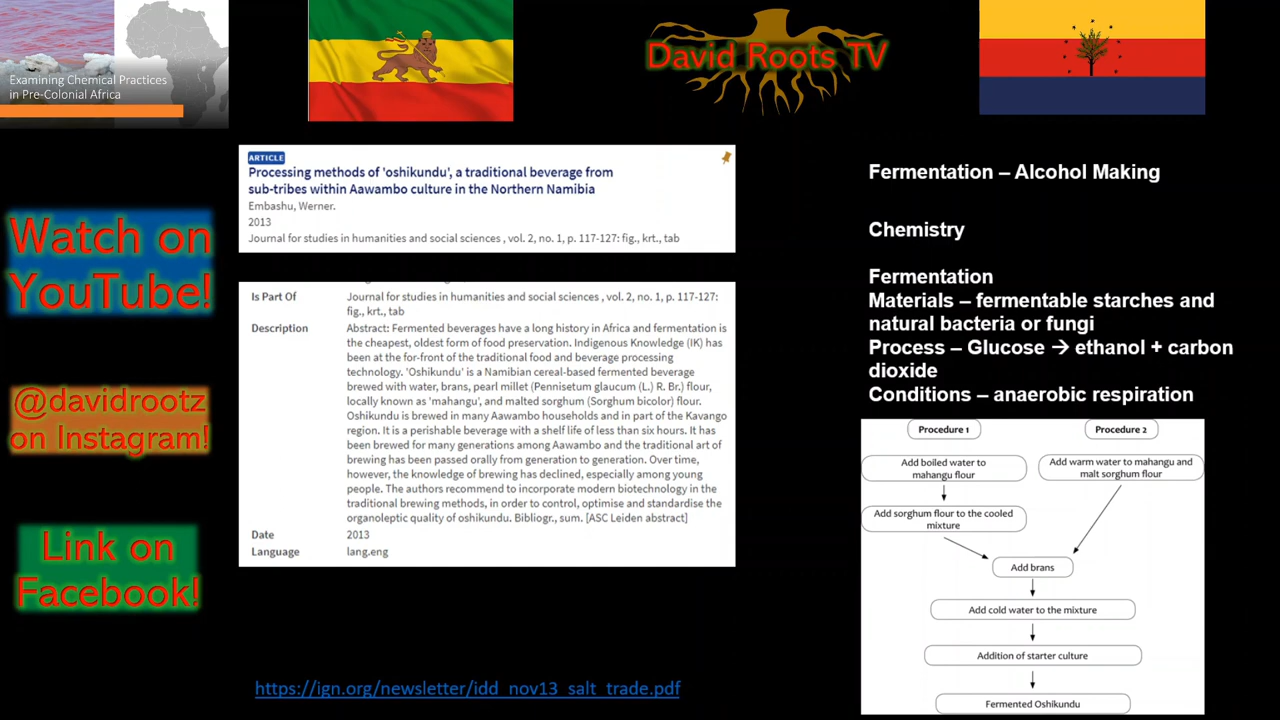 Examining Chemical Practices
in Pre-Colonial Africa
David Roots TV
Watch on
YouTube!
@davidrootz
on Instagram!
Link on
Facebook!
ARTICLE
Processing methods of 'oshikundu', a traditional beverage from
sub-tribes within Aawambo culture in the Northern Namibia
Embashu, Werner.
2013
Journal for studies in humanities and social sciences , vol. 2, no. 1, p. 117-127: fig., krt., tab
Is Part Of
Journal for studies in humanities and social sciences , vol. 2, no. 1, p. 117-127:
fig., krt., tab
Description
Abstract: Fermented beverages have a long history in Africa and fermentation is
the cheapest, oldest form of food preservation. Indigenous Knowledge (IK) has
been at the for-front of the traditional food and beverage processing
technology. 'Oshikundu' is a Namibian cereal-based fermented beverage
brewed with water, brans, pearl millet (Pennisetum glaucum (L.) R. Br.) flour,
locally known as 'mahangu', and malted sorghum (Sorghum bicolor) flour.
Oshikundu is brewed in many Aawambo households and in part of the Kavango
region. It is a perishable beverage with a shelf life of less than six hours. It has
been brewed for many generations among Aawambo and the traditional art of
brewing has been passed orally from generation to generation. Over time,
however, the knowledge of brewing has declined, especially among young
people. The authors recommend to incorporate modern biotechnology in the
traditional brewing methods, in order to control, optimise and standardise the
organoleptic quality of oshikundu. Bibliogr., sum. [ASC Leiden abstract]
Date
2013
Language
lang.eng
https://ign.org/newsletter/idd_nov13_salt_trade.pdf
Fermentation – Alcohol Making
Chemistry
Fermentation
Materials – fermentable starches and
natural bacteria or fungi
Process – Glucose → ethanol + carbon
dioxide
Conditions – anaerobic respiration
Procedure 1
Procedure 2
Add boiled water to
mahangu flour
Add warm water to mahangu and
malt sorghum flour
Add sorghum flour to the cooled
mixture
Add brans
Add cold water to the mixture
Addition of starter culture
Fermented Oshikundu